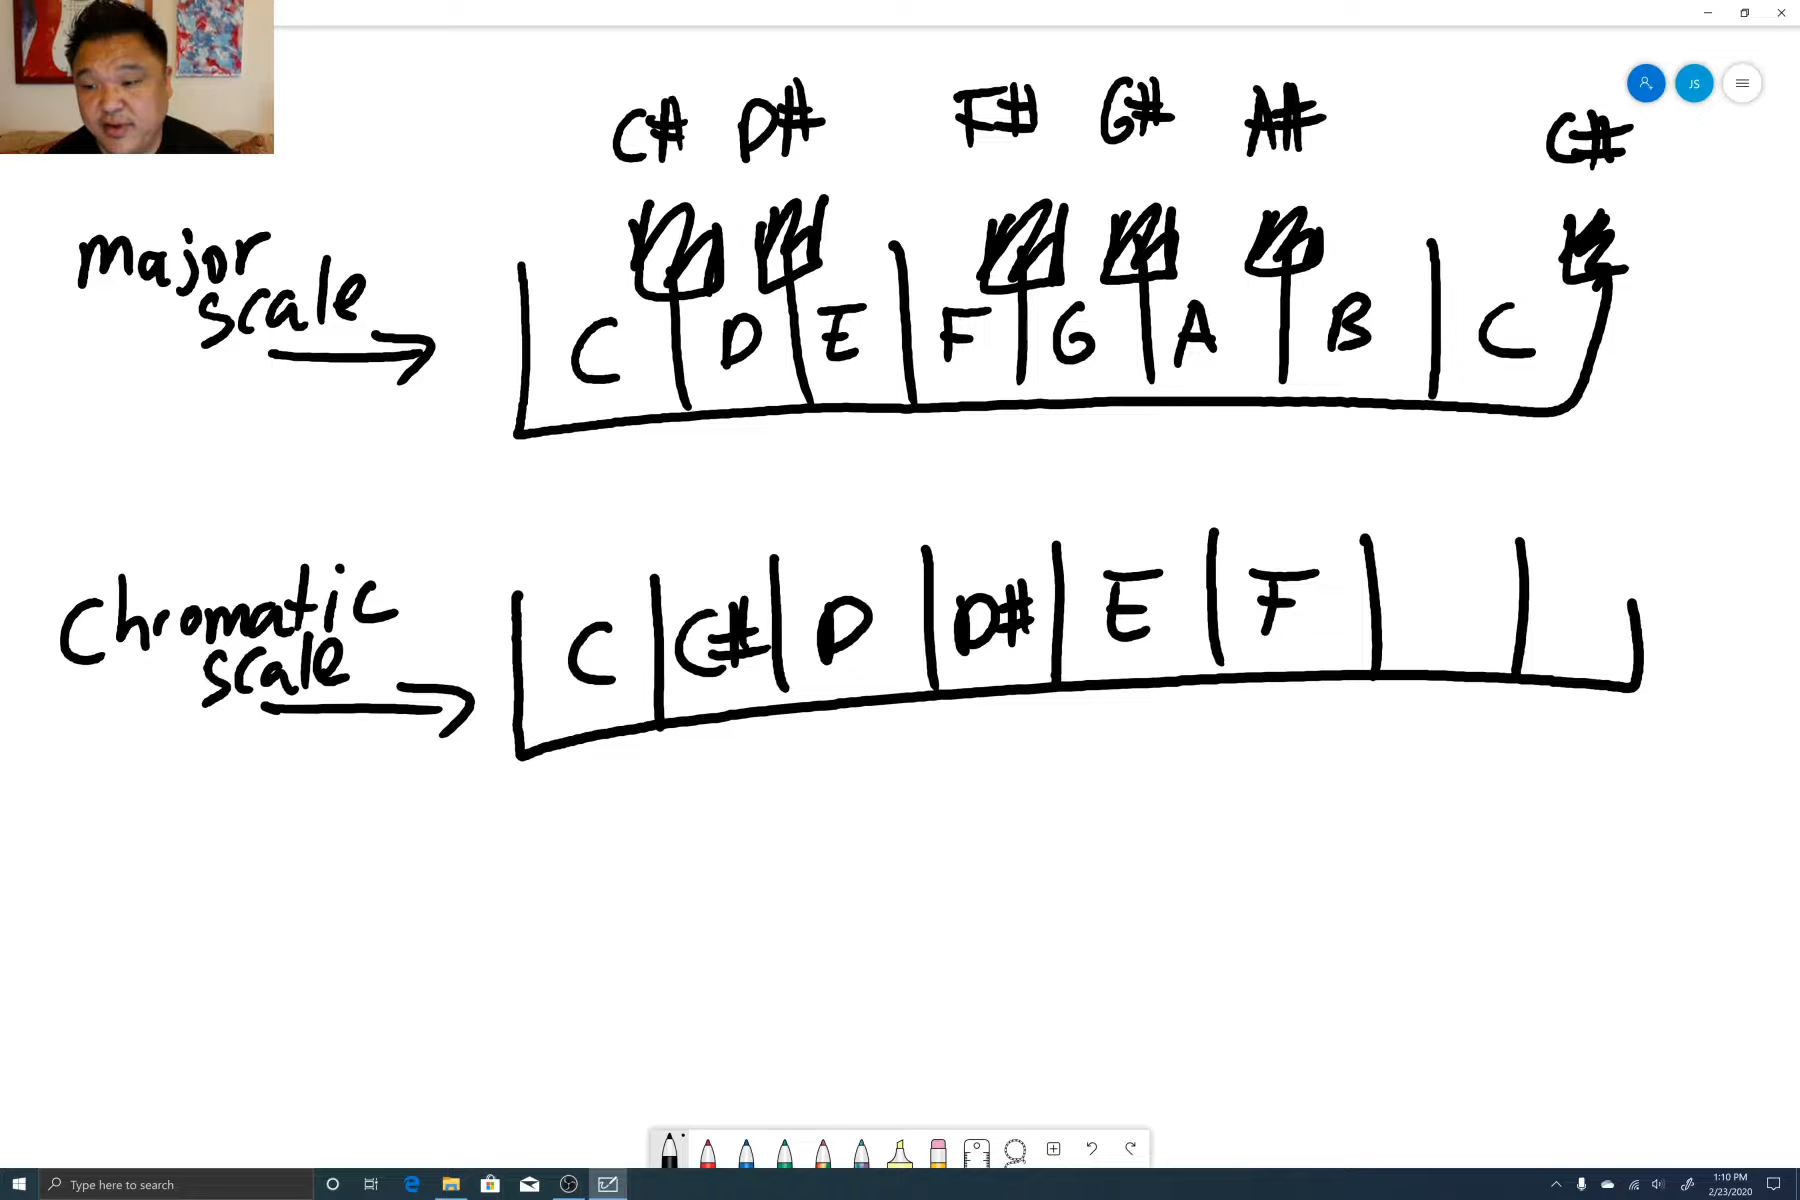 JS
C# D# F# G# A# C#
Major
scale
C D E F G A B C
Chromatic
scale
C C# D D# E F
Type here to search
1:10 PM
2/23/2020